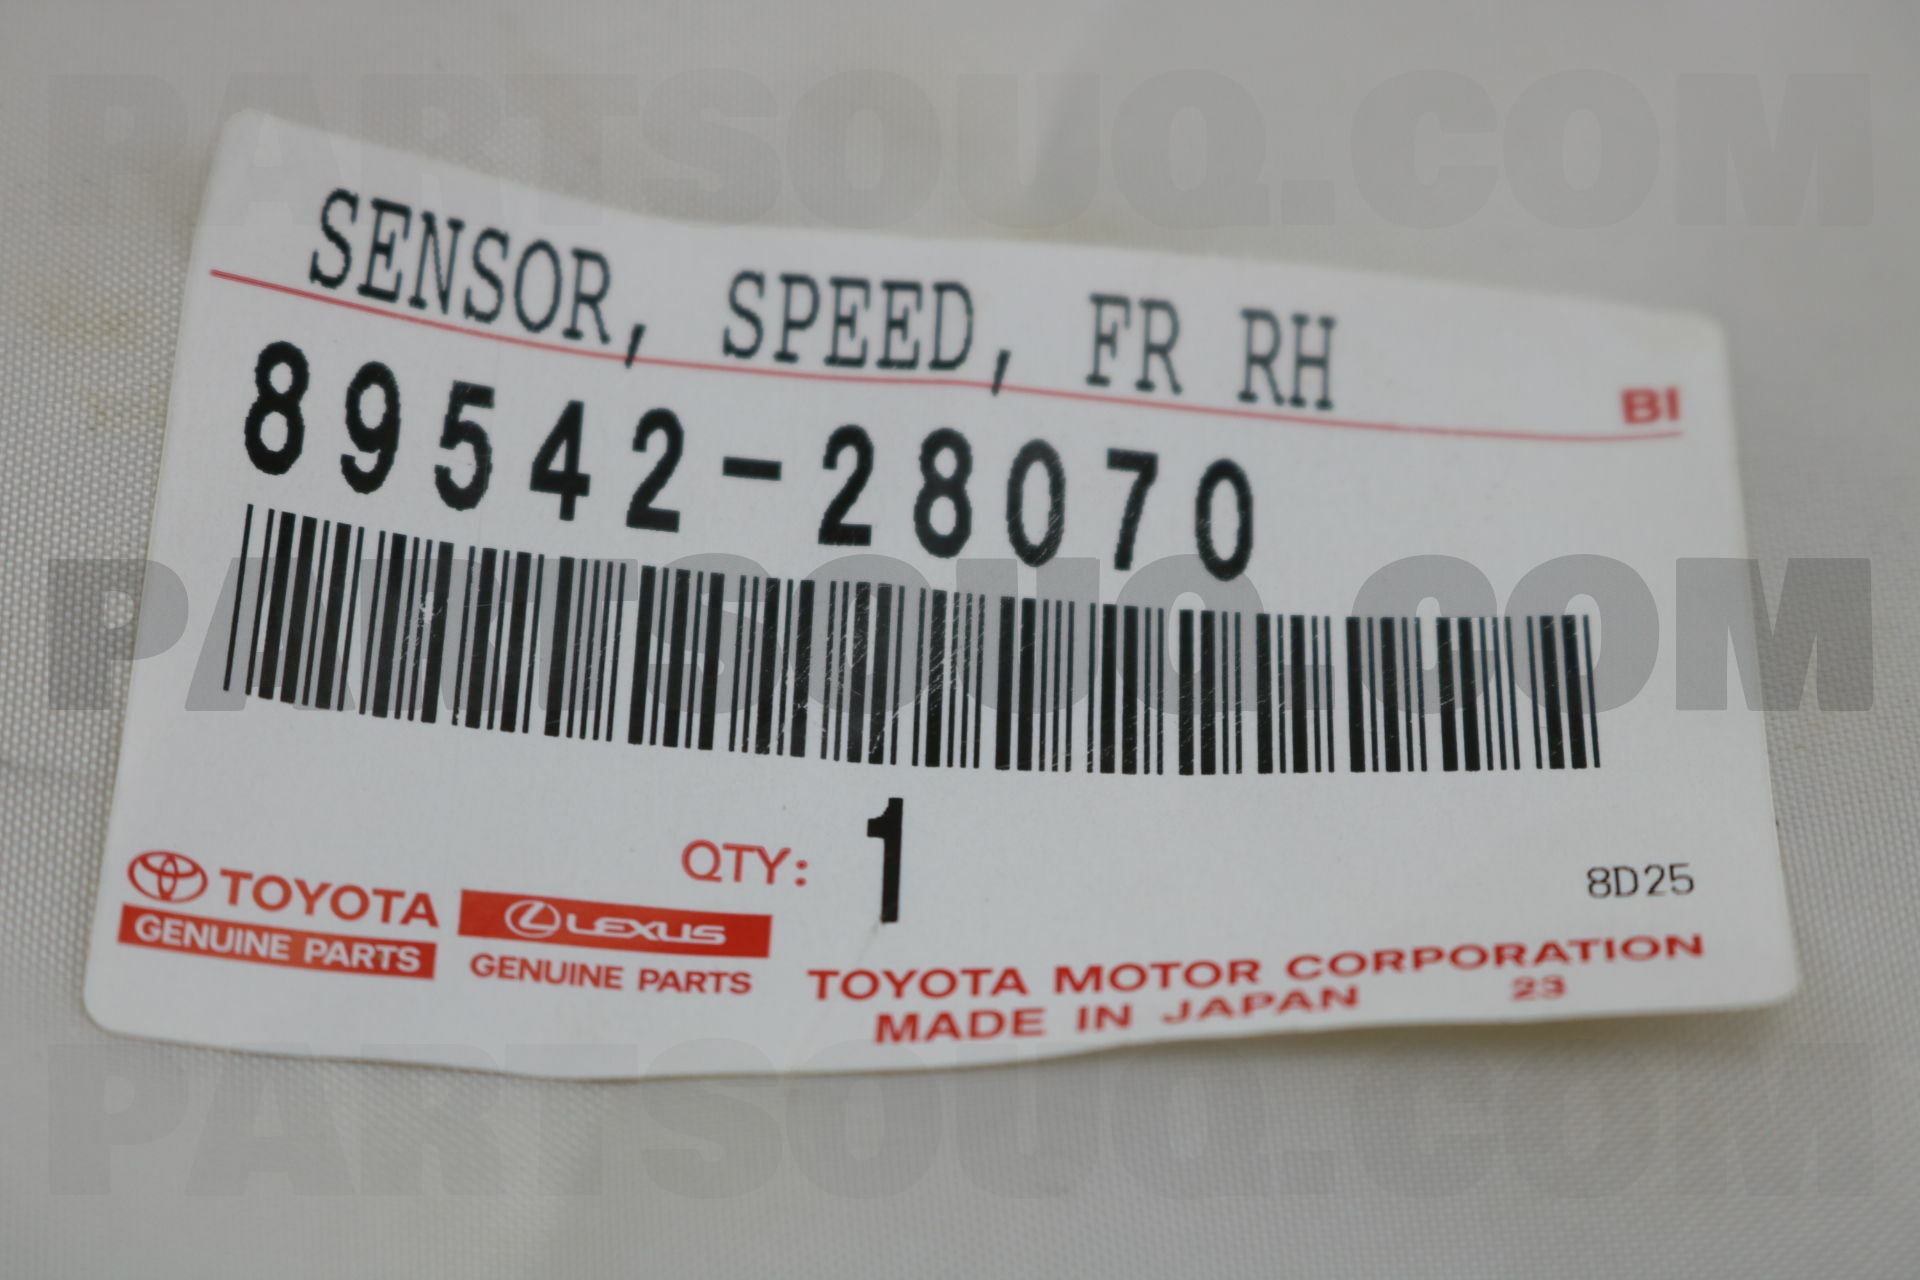 PARTSOUQ.COM
SENSOR, SPEED, FR RH
BI
89542-28070
PARTSOUQ.COM
QTY: 1
8D25
TOYOTA
GENUINE PARTS
LEXUS
GENUINE PARTS
TOYOTA MOTOR CORPORATION
MADE IN JAPAN 23
PARTSOUQ.COM